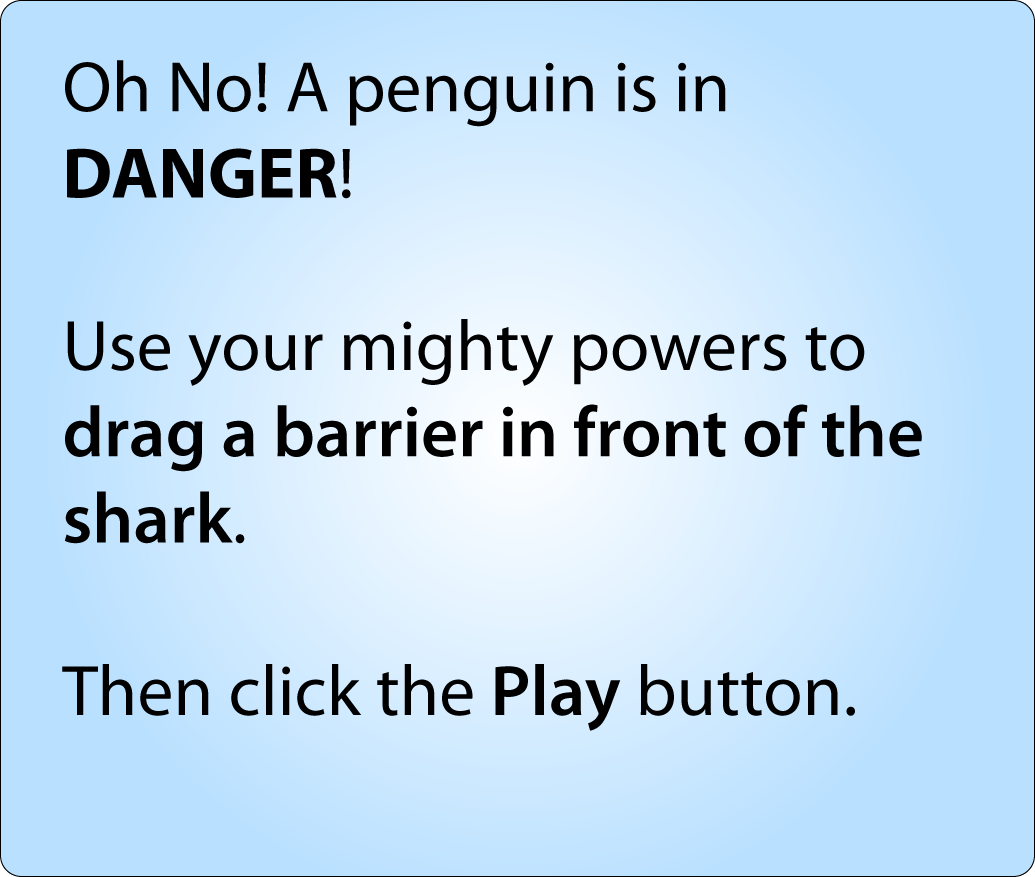 Oh No! A penguin is in
DANGER!
Use your mighty powers to
drag a barrier in front of the
shark.
Then click the Play button.